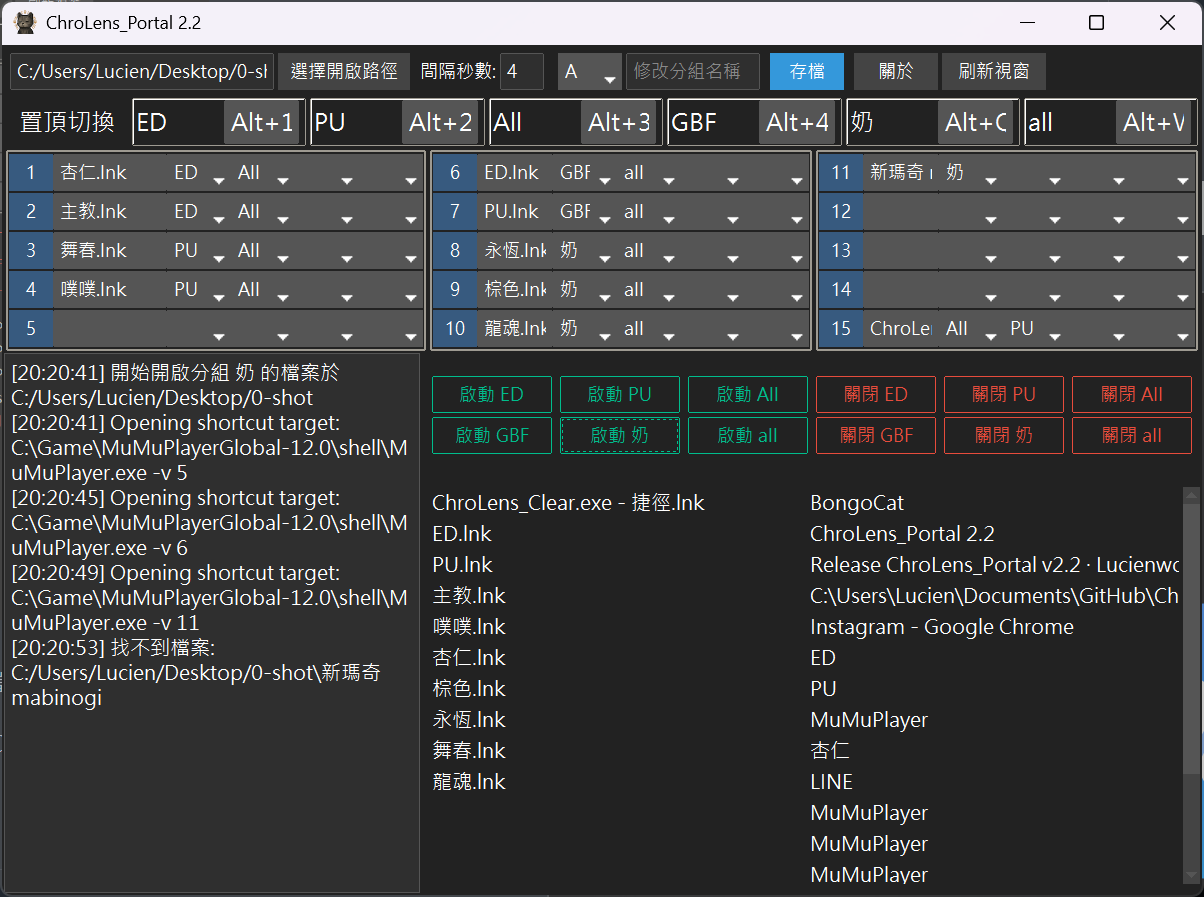 ChroLens_Portal 2.2
C:/Users/Lucien/Desktop/0-sh 選擇開啟路徑 間隔秒數: 4 A 修改分組名稱 存檔 關於 刷新視窗
置頂切換 ED Alt+1 PU Alt+2 All Alt+3 GBF Alt+4 奶 Alt+C all Alt+V
1 杏仁.lnk ED All
2 主教.lnk ED All
3 舞春.lnk PU All
4 噗噗.lnk PU All
5
6 ED.lnk GBF all
7 PU.lnk GBF all
8 永恆.lnk 奶 all
9 棕色.lnk 奶 all
10 龍魂.lnk 奶 all
11 新瑪奇 奶
12
13
14
15 ChroLe All PU
[20:20:41] 開始開啟分組 奶 的檔案於
C:/Users/Lucien/Desktop/0-shot
[20:20:41] Opening shortcut target:
C:\Game\MuMuPlayerGlobal-12.0\shell\M
uMuPlayer.exe -v 5
[20:20:45] Opening shortcut target:
C:\Game\MuMuPlayerGlobal-12.0\shell\M
uMuPlayer.exe -v 6
[20:20:49] Opening shortcut target:
C:\Game\MuMuPlayerGlobal-12.0\shell\M
uMuPlayer.exe -v 11
[20:20:53] 找不到檔案:
C:/Users/Lucien/Desktop/0-shot\新瑪奇
mabinogi
啟動 ED 啟動 PU 啟動 All 關閉 ED 關閉 PU 關閉 All
啟動 GBF 啟動 奶 啟動 all 關閉 GBF 關閉 奶 關閉 all
ChroLens_Clear.exe - 捷徑.lnk
ED.lnk
PU.lnk
主教.lnk
噗噗.lnk
杏仁.lnk
棕色.lnk
永恆.lnk
舞春.lnk
龍魂.lnk
BongoCat
ChroLens_Portal 2.2
Release ChroLens_Portal v2.2 · Lucienwo
C:\Users\Lucien\Documents\GitHub\Ch
Instagram - Google Chrome
ED
PU
MuMuPlayer
杏仁
LINE
MuMuPlayer
MuMuPlayer
MuMuPlayer